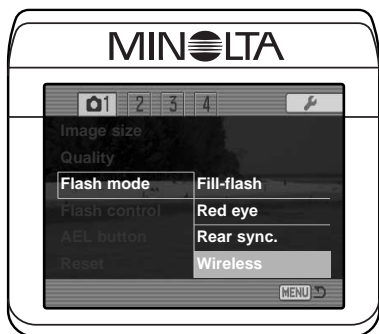 MINOLTA
1 2 3 4
Image size
Quality
Flash mode Fill-flash
Flash control Red eye
AEL button Rear sync.
Reset Wireless
MENU